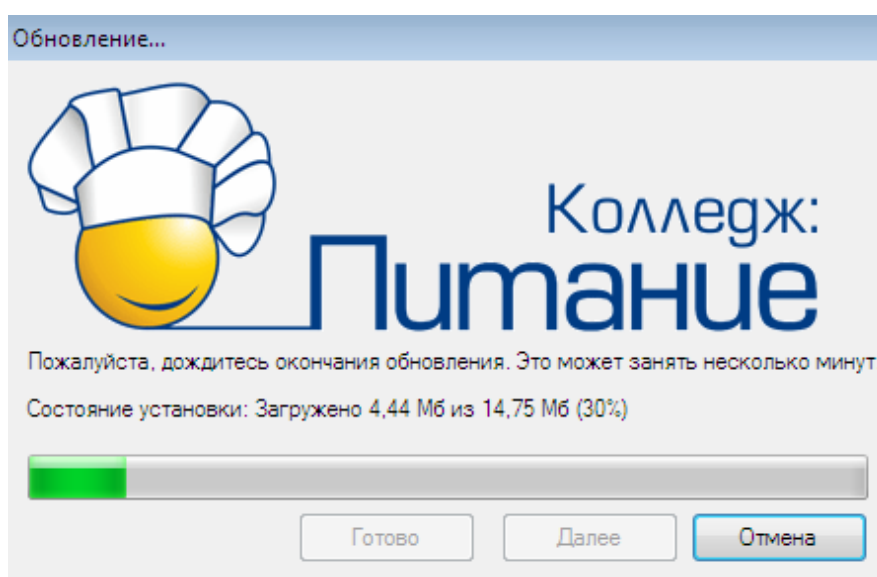 Обновление...
Колледж:
Питание
Пожалуйста, дождитесь окончания обновления. Это может занять несколько минут
Состояние установки: Загружено 4,44 Мб из 14,75 Мб (30%)
Готово Далее Отмена